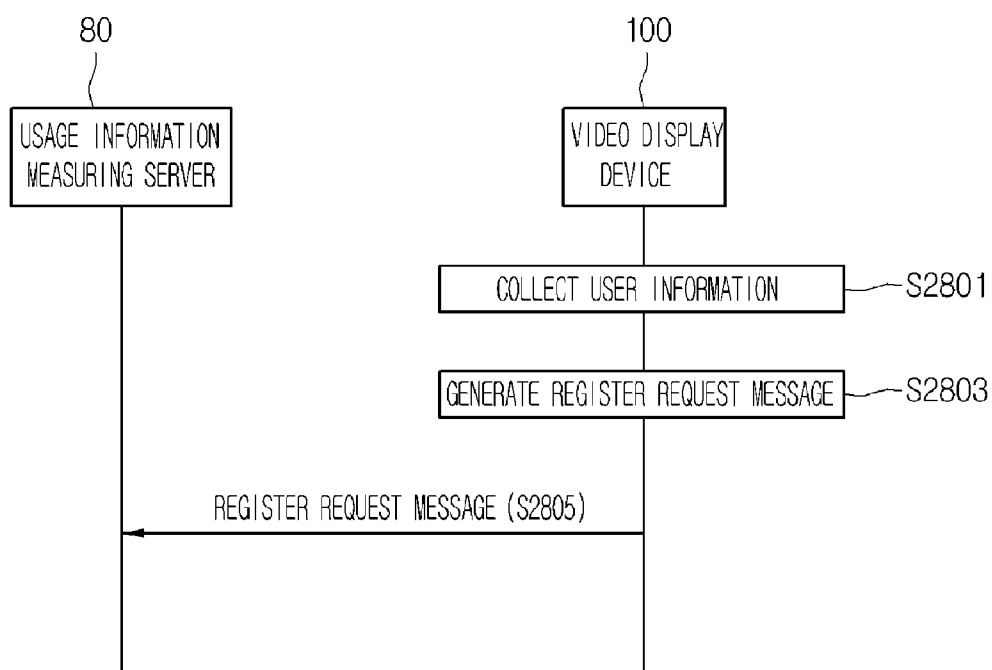 80
100
USAGE INFORMATION
MEASURING SERVER
VIDEO DISPLAY
DEVICE
COLLECT USER INFORMATION
S2801
GENERATE REGISTER REQUEST MESSAGE
S2803
REGISTER REQUEST MESSAGE (S2805)